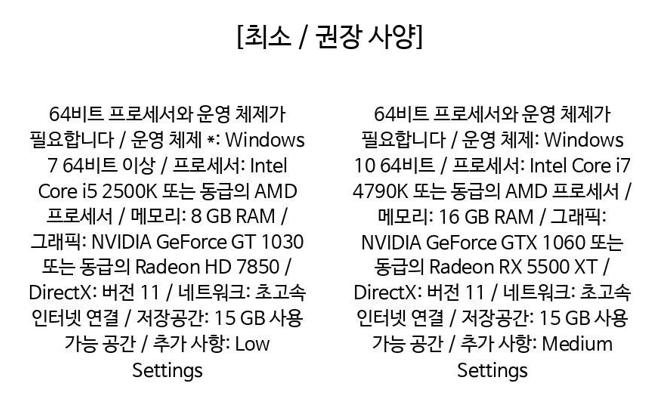 [최소 / 권장 사양]
64비트 프로세서와 운영 체제가
필요합니다 / 운영 체제 *: Windows
7 64비트 이상 / 프로세서: Intel
Core i5 2500K 또는 동급의 AMD
프로세서 / 메모리: 8 GB RAM /
그래픽: NVIDIA GeForce GT 1030
또는 동급의 Radeon HD 7850 /
DirectX: 버전 11 / 네트워크: 초고속
인터넷 연결 / 저장공간: 15 GB 사용
가능 공간 / 추가 사항: Low
Settings
64비트 프로세서와 운영 체제가
필요합니다 / 운영 체제: Windows
10 64비트 / 프로세서: Intel Core i7
4790K 또는 동급의 AMD 프로세서 /
메모리: 16 GB RAM / 그래픽:
NVIDIA GeForce GTX 1060 또는
동급의 Radeon RX 5500 XT /
DirectX: 버전 11 / 네트워크: 초고속
인터넷 연결 / 저장공간: 15 GB 사용
가능 공간 / 추가 사항: Medium
Settings